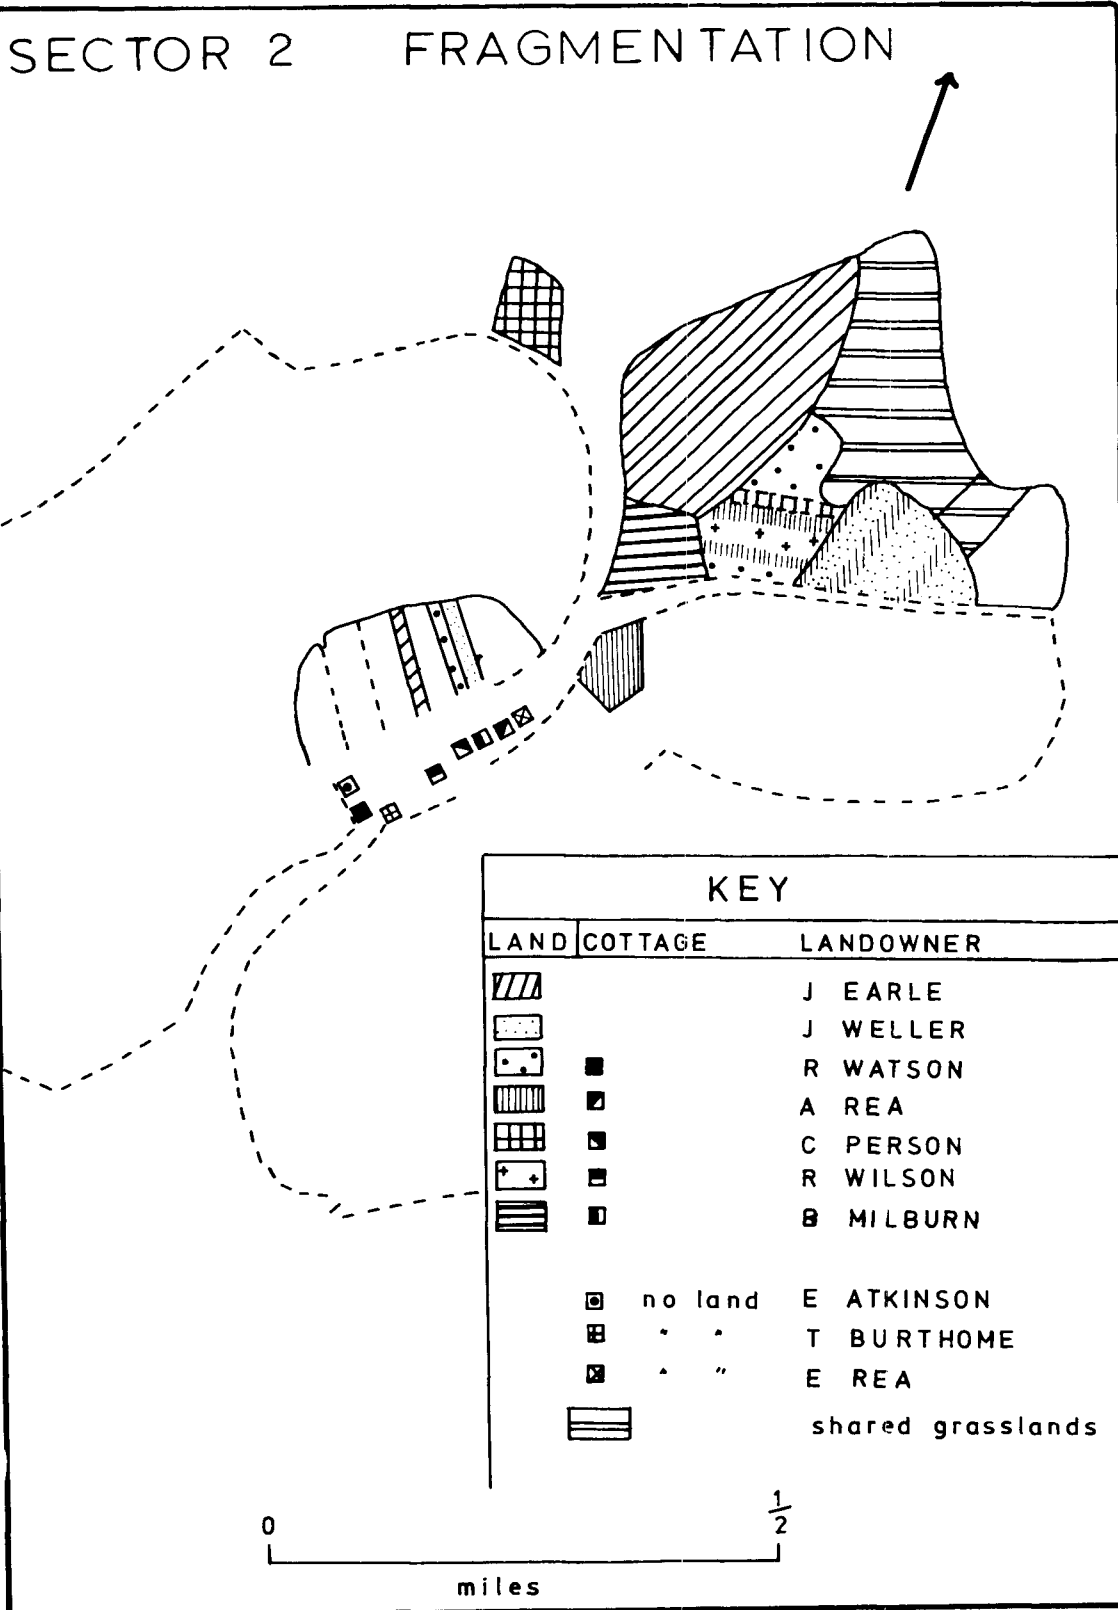 SECTOR 2 FRAGMENTATION
KEY
LAND COTTAGE LANDOWNER
J EARLE
J WELLER
R WATSON
A REA
C PERSON
R WILSON
B MILBURN
no land E ATKINSON
" " T BURTHOME
" " E REA
shared grasslands
0 1/2
miles